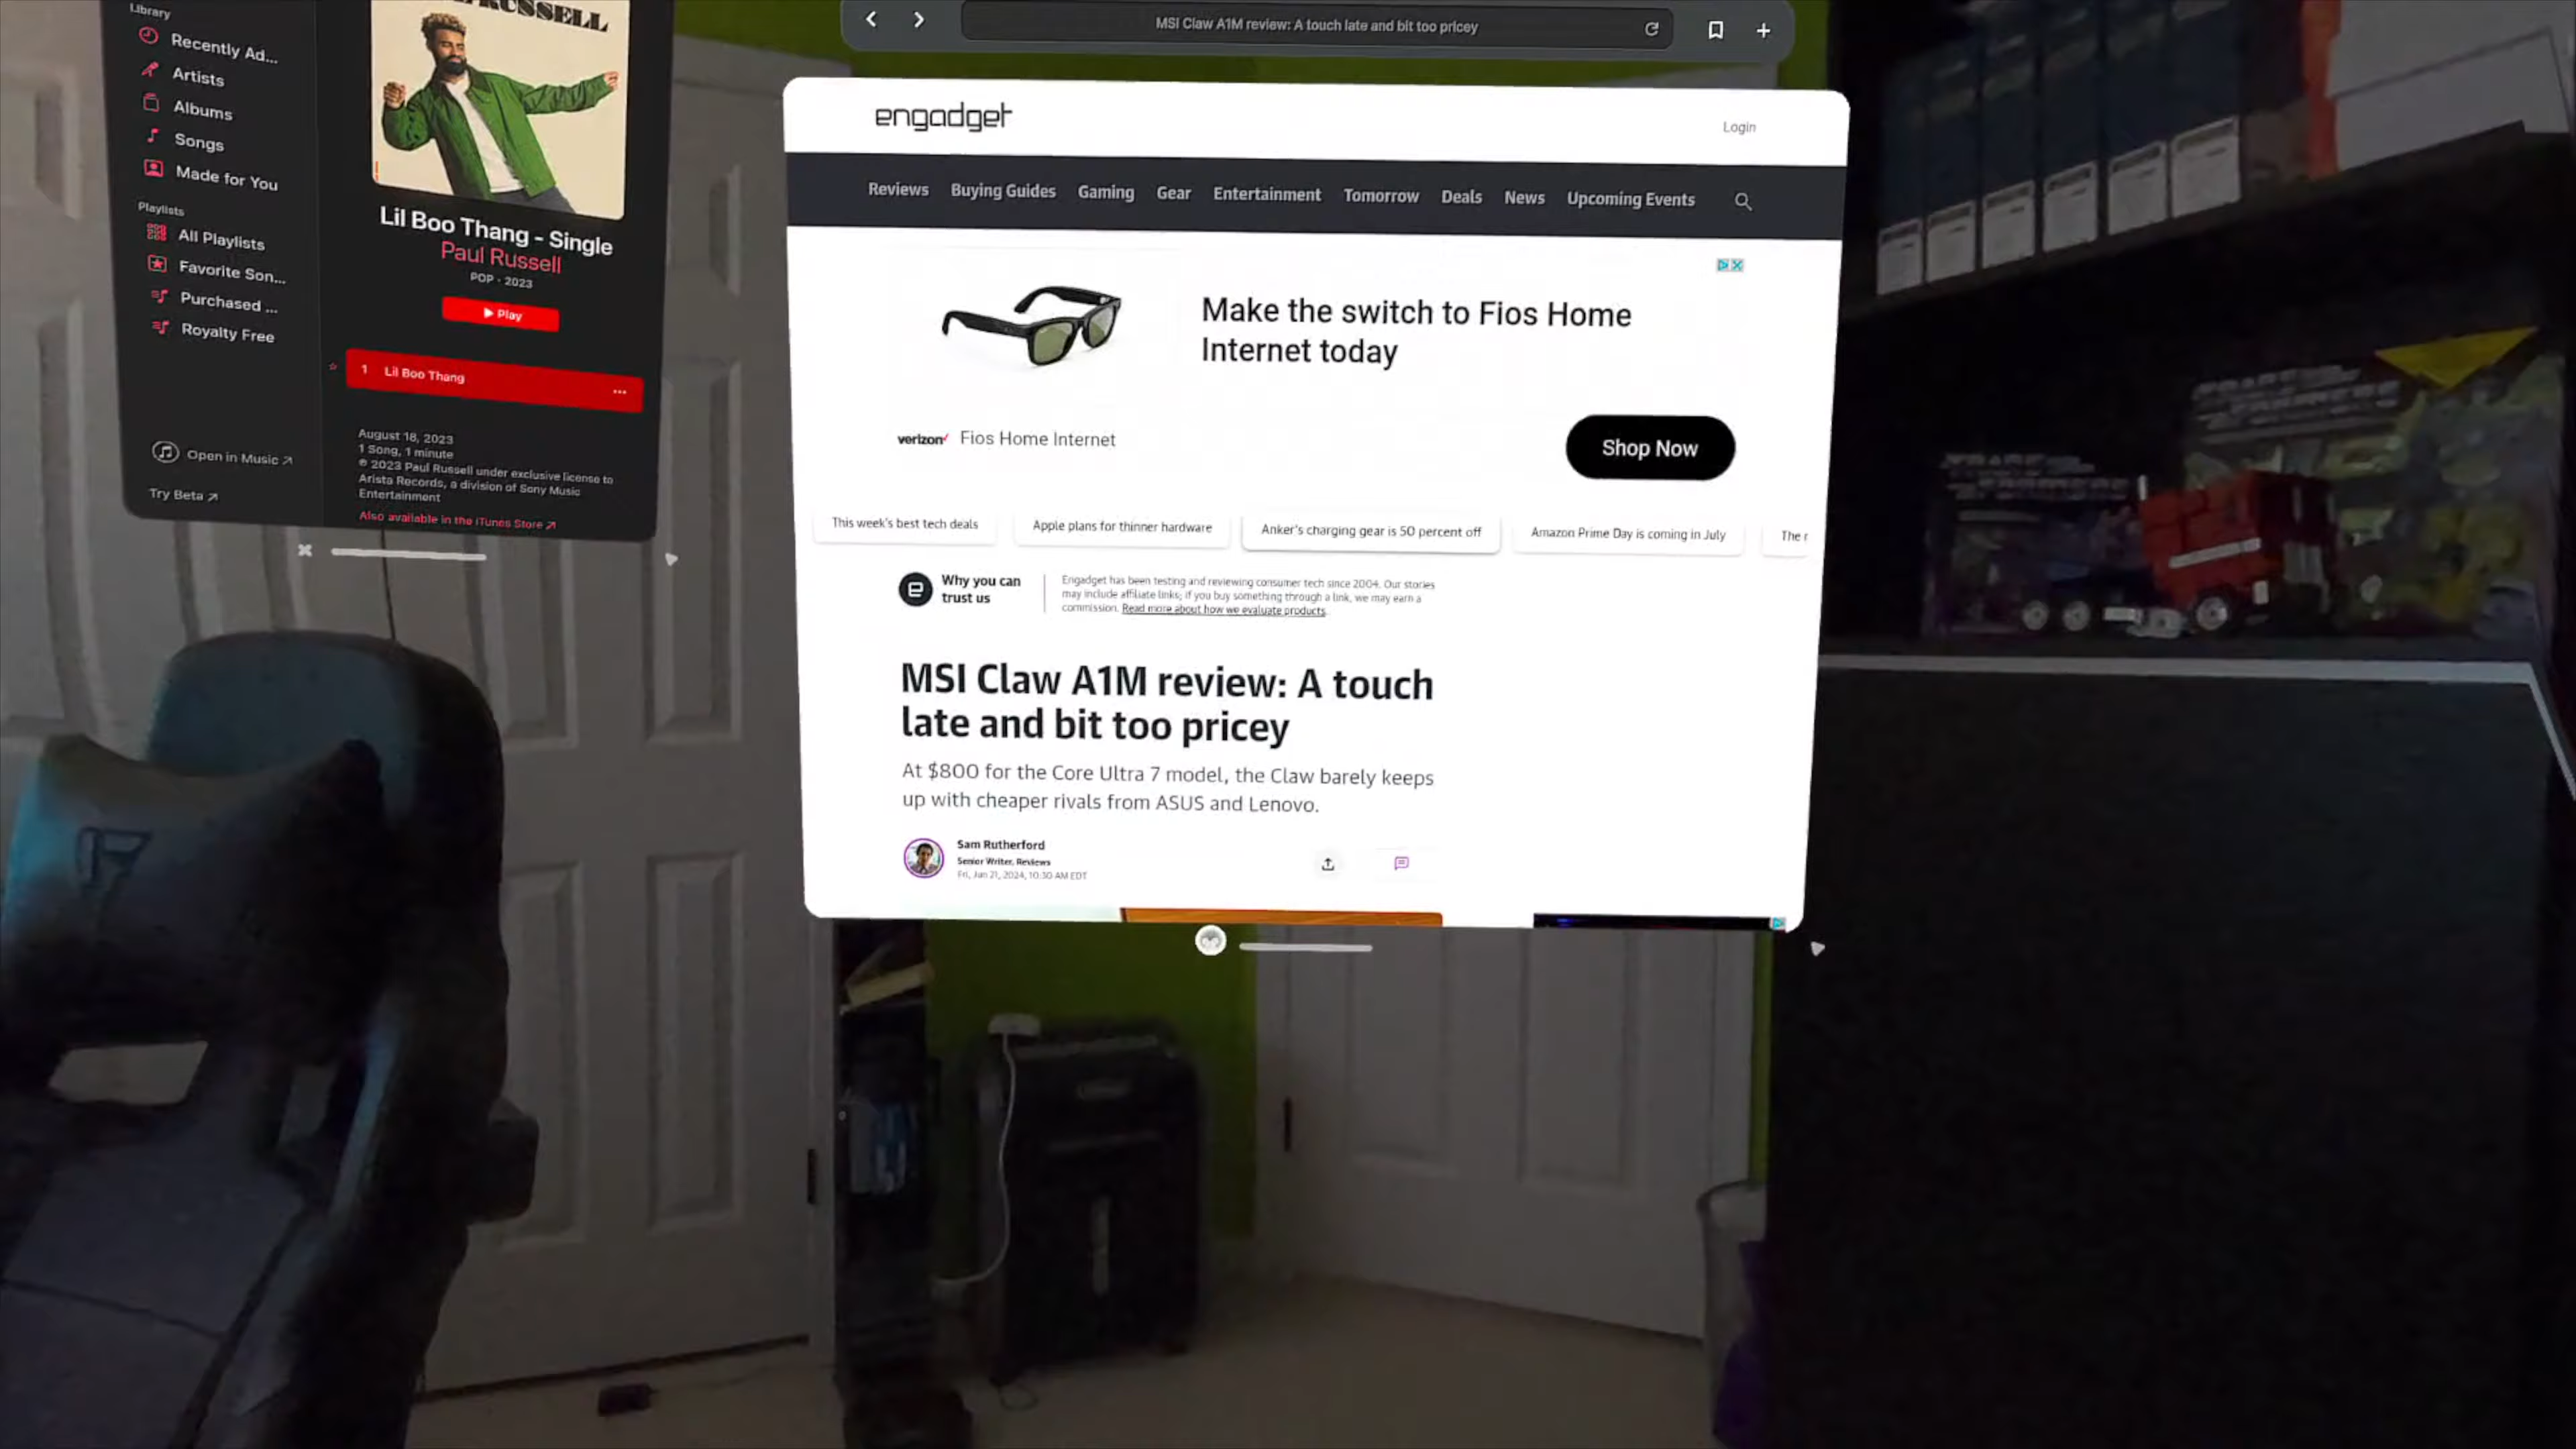 Library
Recently Ad...
Artists
Albums
Songs
Made for You
Playlists
All Playlists
Favorite Son...
Purchased ...
Royalty Free
Open in Music ↗
Try Beta ↗
RUSSELL
Lil Boo Thang - Single
Paul Russell
POP · 2023
▶ Play
1 Lil Boo Thang ...
August 18, 2023
1 Song, 1 minute
℗ 2023 Paul Russell under exclusive license to
Arista Records, a division of Sony Music
Entertainment
Also available in the iTunes Store ↗
MSI Claw A1M review: A touch late and bit too pricey
engadget
Login
Reviews Buying Guides Gaming Gear Entertainment Tomorrow Deals News Upcoming Events
Make the switch to Fios Home
Internet today
verizon Fios Home Internet
Shop Now
This week's best tech deals
Apple plans for thinner hardware
Anker's charging gear is 50 percent off
Amazon Prime Day is coming in July
The
Why you can
trust us
Engadget has been testing and reviewing consumer tech since 2004. Our stories
may include affiliate links; if you buy something through a link, we may earn a
commission. Read more about how we evaluate products.
MSI Claw A1M review: A touch
late and bit too pricey
At $800 for the Core Ultra 7 model, the Claw barely keeps
up with cheaper rivals from ASUS and Lenovo.
Sam Rutherford
Senior Writer, Reviews
Fri, Jun 21, 2024, 10:30 AM EDT